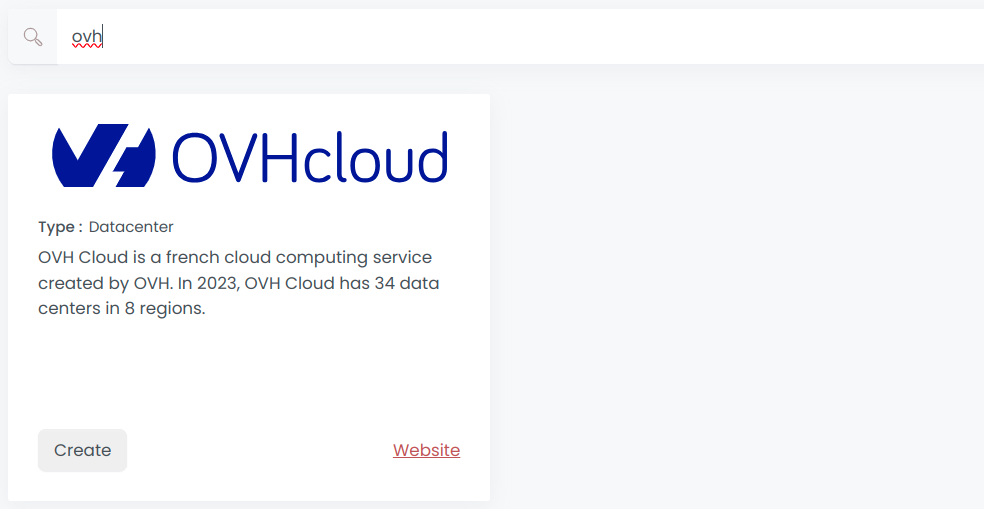 ovh
OVHcloud
Type : Datacenter
OVH Cloud is a french cloud computing service
created by OVH. In 2023, OVH Cloud has 34 data
centers in 8 regions.
Create
Website